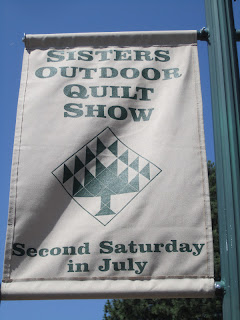 SISTERS
OUTDOOR
QUILT
SHOW
Second Saturday
in July